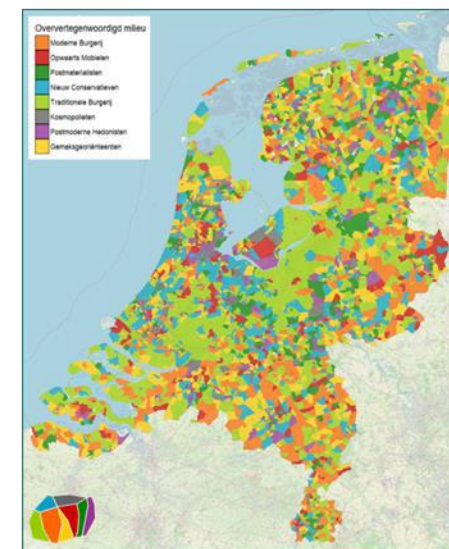 Oververtegenwoordigd milieu
Moderne Burgerij
Opwaarts Mobielen
Postmaterialisten
Nieuw Conservatieven
Traditionele Burgerij
Kosmopolieten
Postmoderne Hedonisten
Gemaksgeoriënteerden